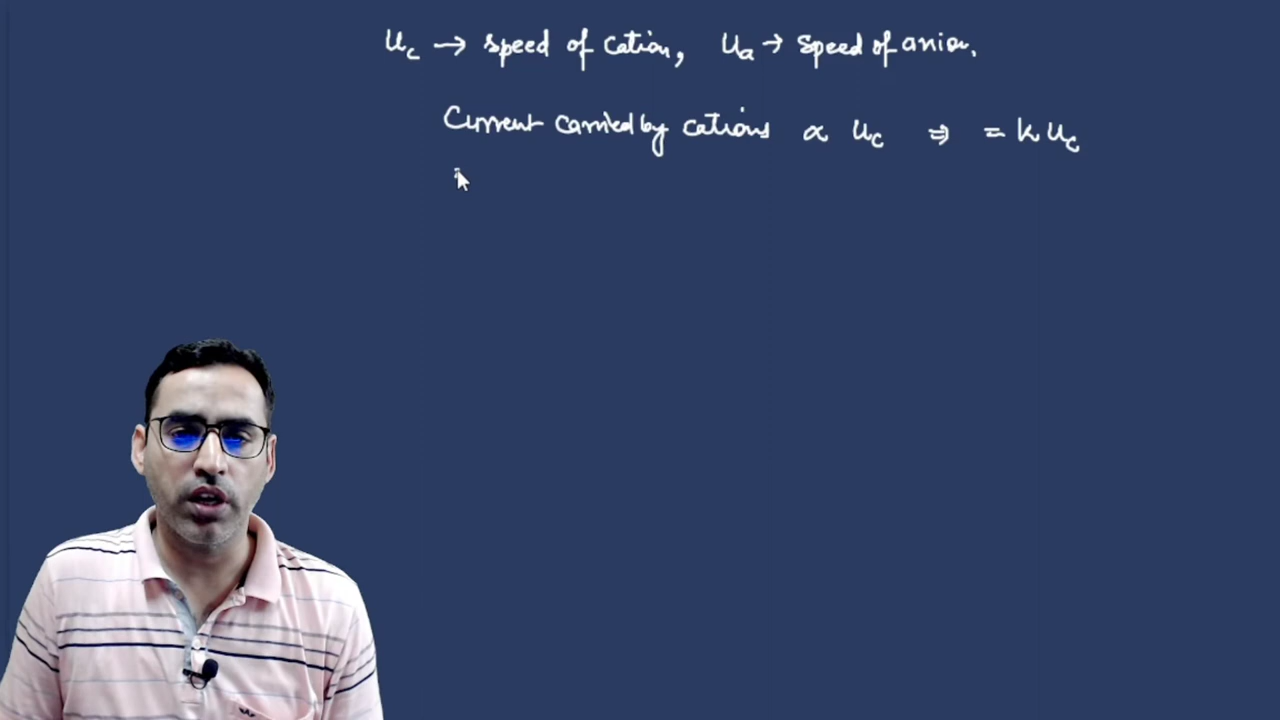 Uc → speed of cation, Ua → Speed of anion.
Current carried by cations ∝ Uc ⇒ = k Uc